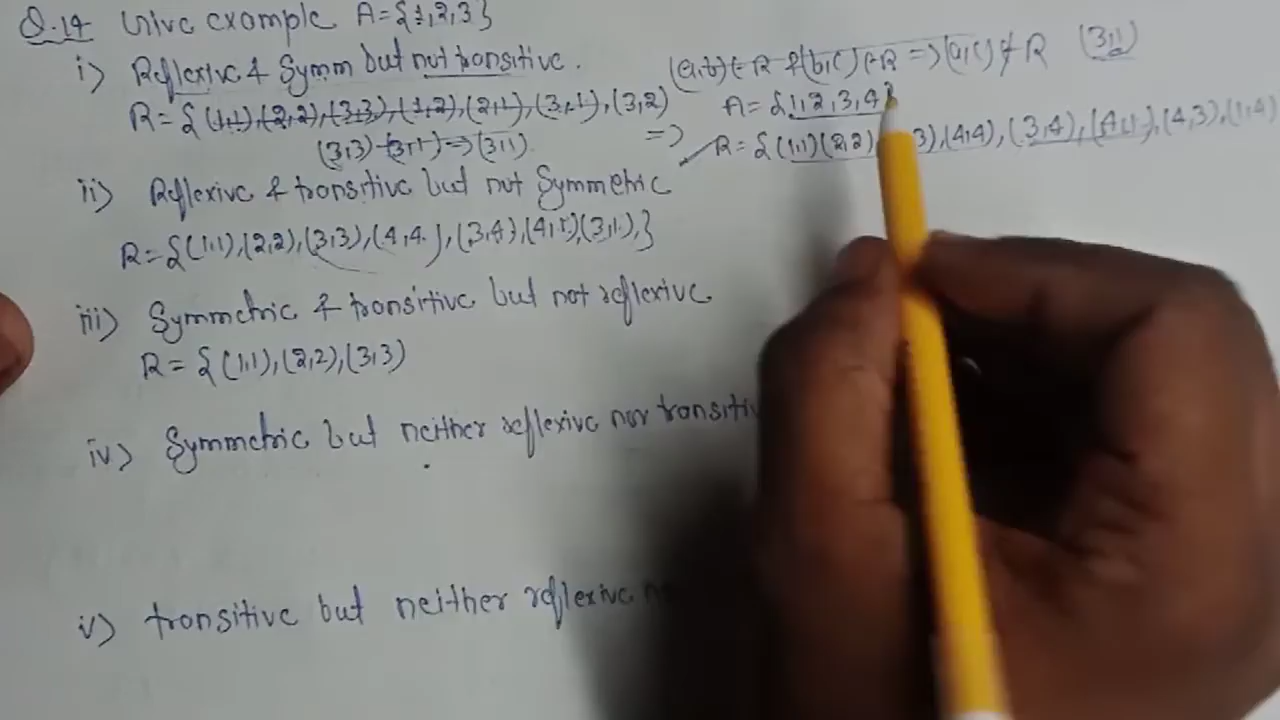 Q.14 Give example A={1,2,3}
i) Reflexive & Symm but not transitive.
R={(1,1),(2,2),(3,3),(1,2),(2,1),(3,1),(3,2)
(3,3)-(3,1)=>(3,1)
(a,b)∈R &(b,c)∈R=>(a,c)∉R (3,1)
A={1,2,3,4}
=> R={(1,1)(2,2) 3),(4,4),(3,4),(4,1),(4,3),(1,4)
ii) Reflexive & transitive but not Symmetric
R={(1,1),(2,2),(3,3),(4,4),(3,4),(4,1)(3,1),}
iii) Symmetric & transitive but not reflexive
R={(1,1),(2,2),(3,3)
iv) Symmetric but neither reflexive nor transitiv
v) transitive but neither reflexive